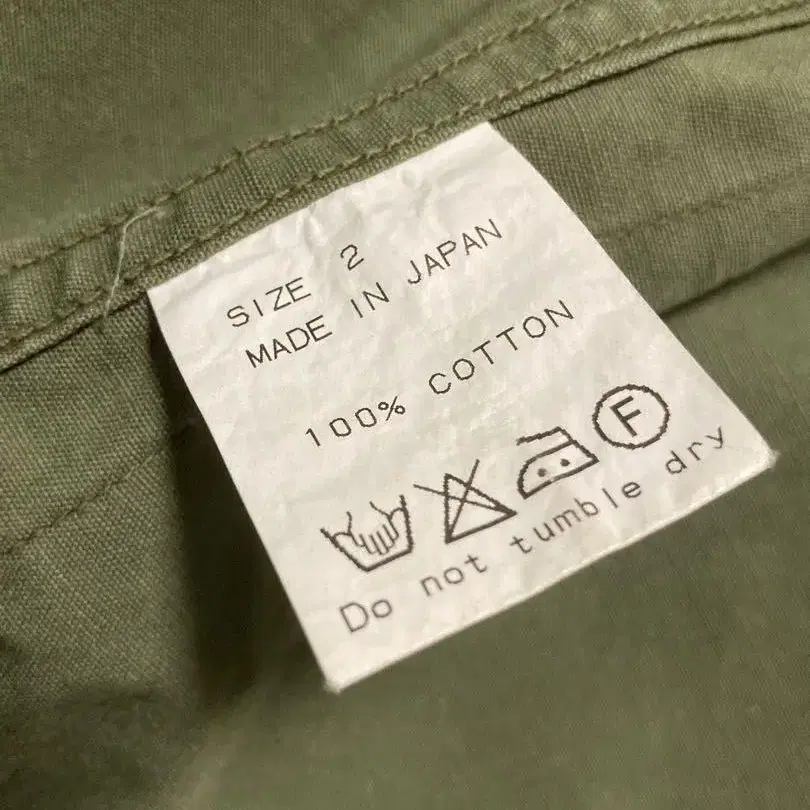 SIZE 2
MADE IN JAPAN
100% COTTON
F
Do not tumble dry